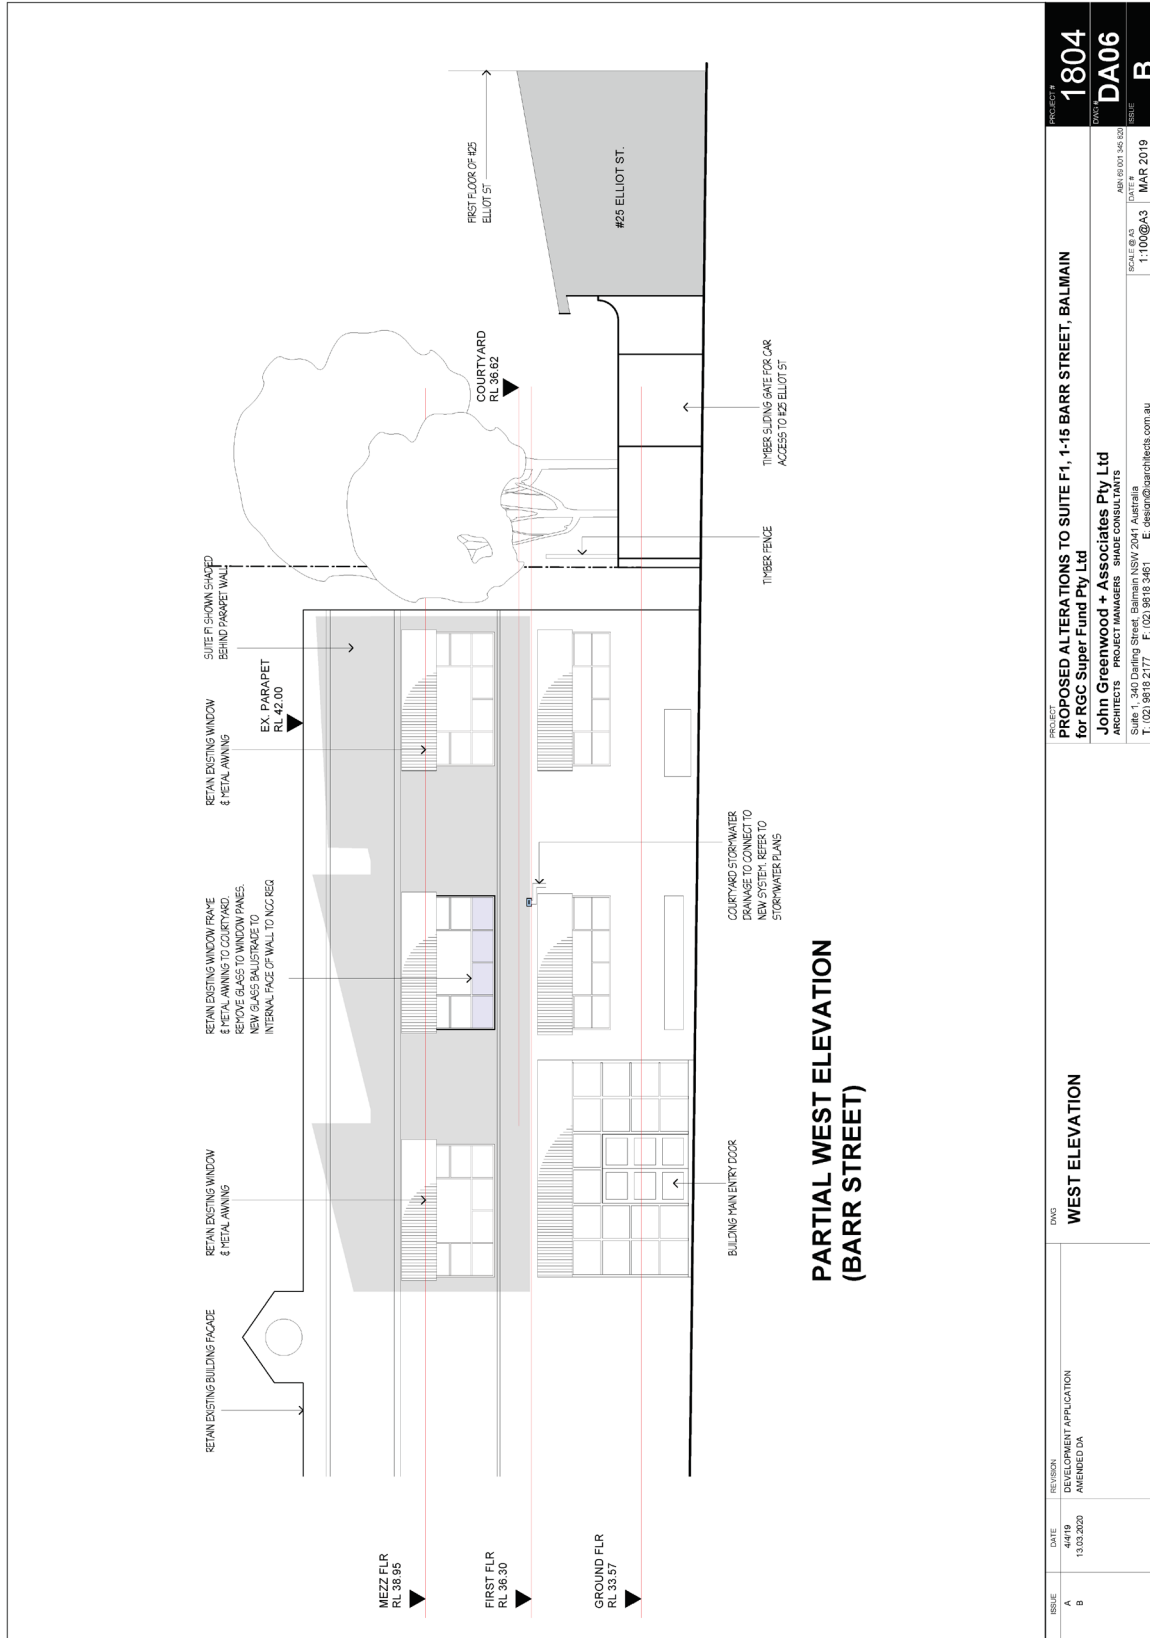 RETAIN EXISTING BUILDING FACADE
RETAIN EXISTING WINDOW
& METAL AWNING
RETAIN EXISTING WINDOW FRAME
& METAL AWNING TO COURTYARD.
REMOVE GLASS TO WINDOW PANES.
NEW GLASS BALUSTRADE TO
INTERNAL FACE OF WALL TO NCC REQ
RETAIN EXISTING WINDOW
& METAL AWNING
EX. PARAPET
RL 42.00
SUITE F1 SHOWN SHADED
BEHIND PARAPET WALL
MEZZ FLR
RL 38.95
FIRST FLR
RL 36.30
GROUND FLR
RL 33.57
COURTYARD
RL 36.62
FIRST FLOOR OF #25
ELLIOT ST
#25 ELLIOT ST.
BUILDING MAIN ENTRY DOOR
COURTYARD STORMWATER
DRAINAGE TO CONNECT TO
NEW SYSTEM. REFER TO
STORMWATER PLANS
TIMBER FENCE
TIMBER SLIDING GATE FOR CAR
ACCESS TO #25 ELLIOT ST
PARTIAL WEST ELEVATION
(BARR STREET)
ISSUE DATE REVISION
A 4/4/19 DEVELOPMENT APPLICATION
B 13.03.2020 AMENDED DA
DWG
WEST ELEVATION
PROJECT
PROPOSED ALTERATIONS TO SUITE F1, 1-15 BARR STREET, BALMAIN
for RGC Super Fund Pty Ltd
John Greenwood + Associates Pty Ltd
ARCHITECTS PROJECT MANAGERS SHADE CONSULTANTS
ABN 69 001 345 820
Suite 1, 340 Darling Street, Balmain NSW 2041 Australia
T: (02) 9818 2177 F: (02) 9818 3461 E: design@jgarchitects.com.au
SCALE @ A3
1:100@A3
DATE #
MAR 2019
PROJECT #
1804
DWG #
DA06
ISSUE
B